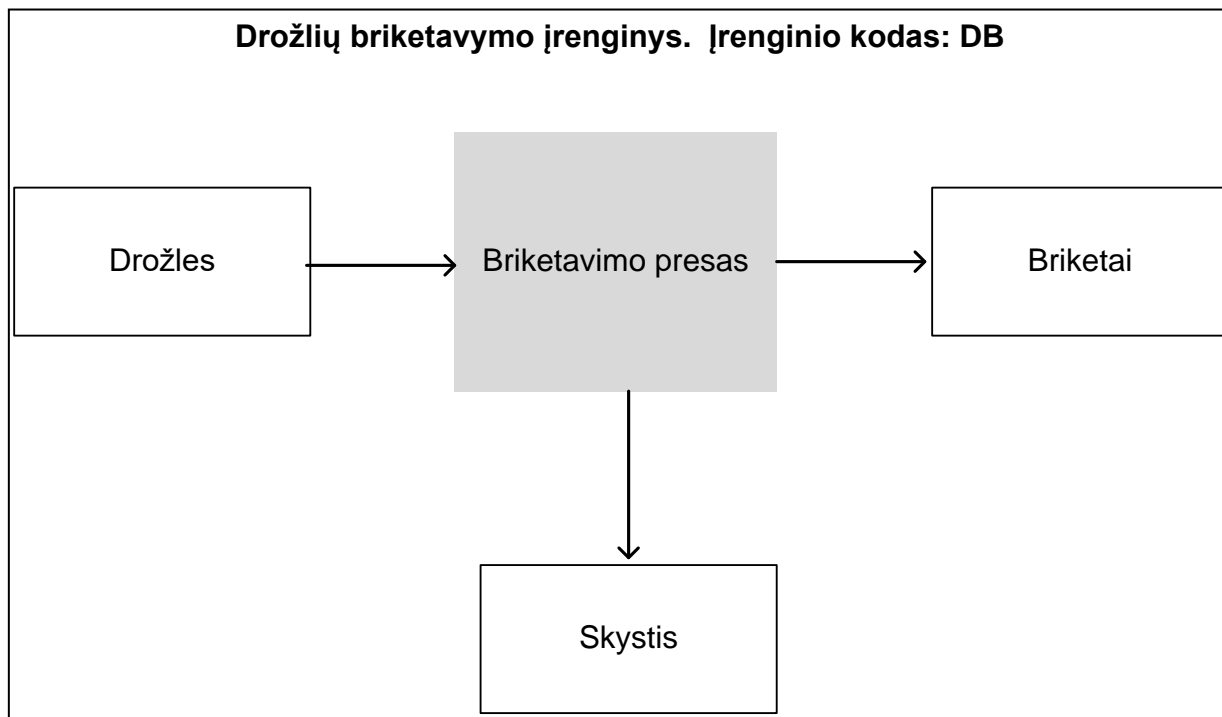 Drožlių briketavymo įrenginys.  Įrenginio kodas: DB
Drožles
Briketavimo presas
Briketai
Skystis